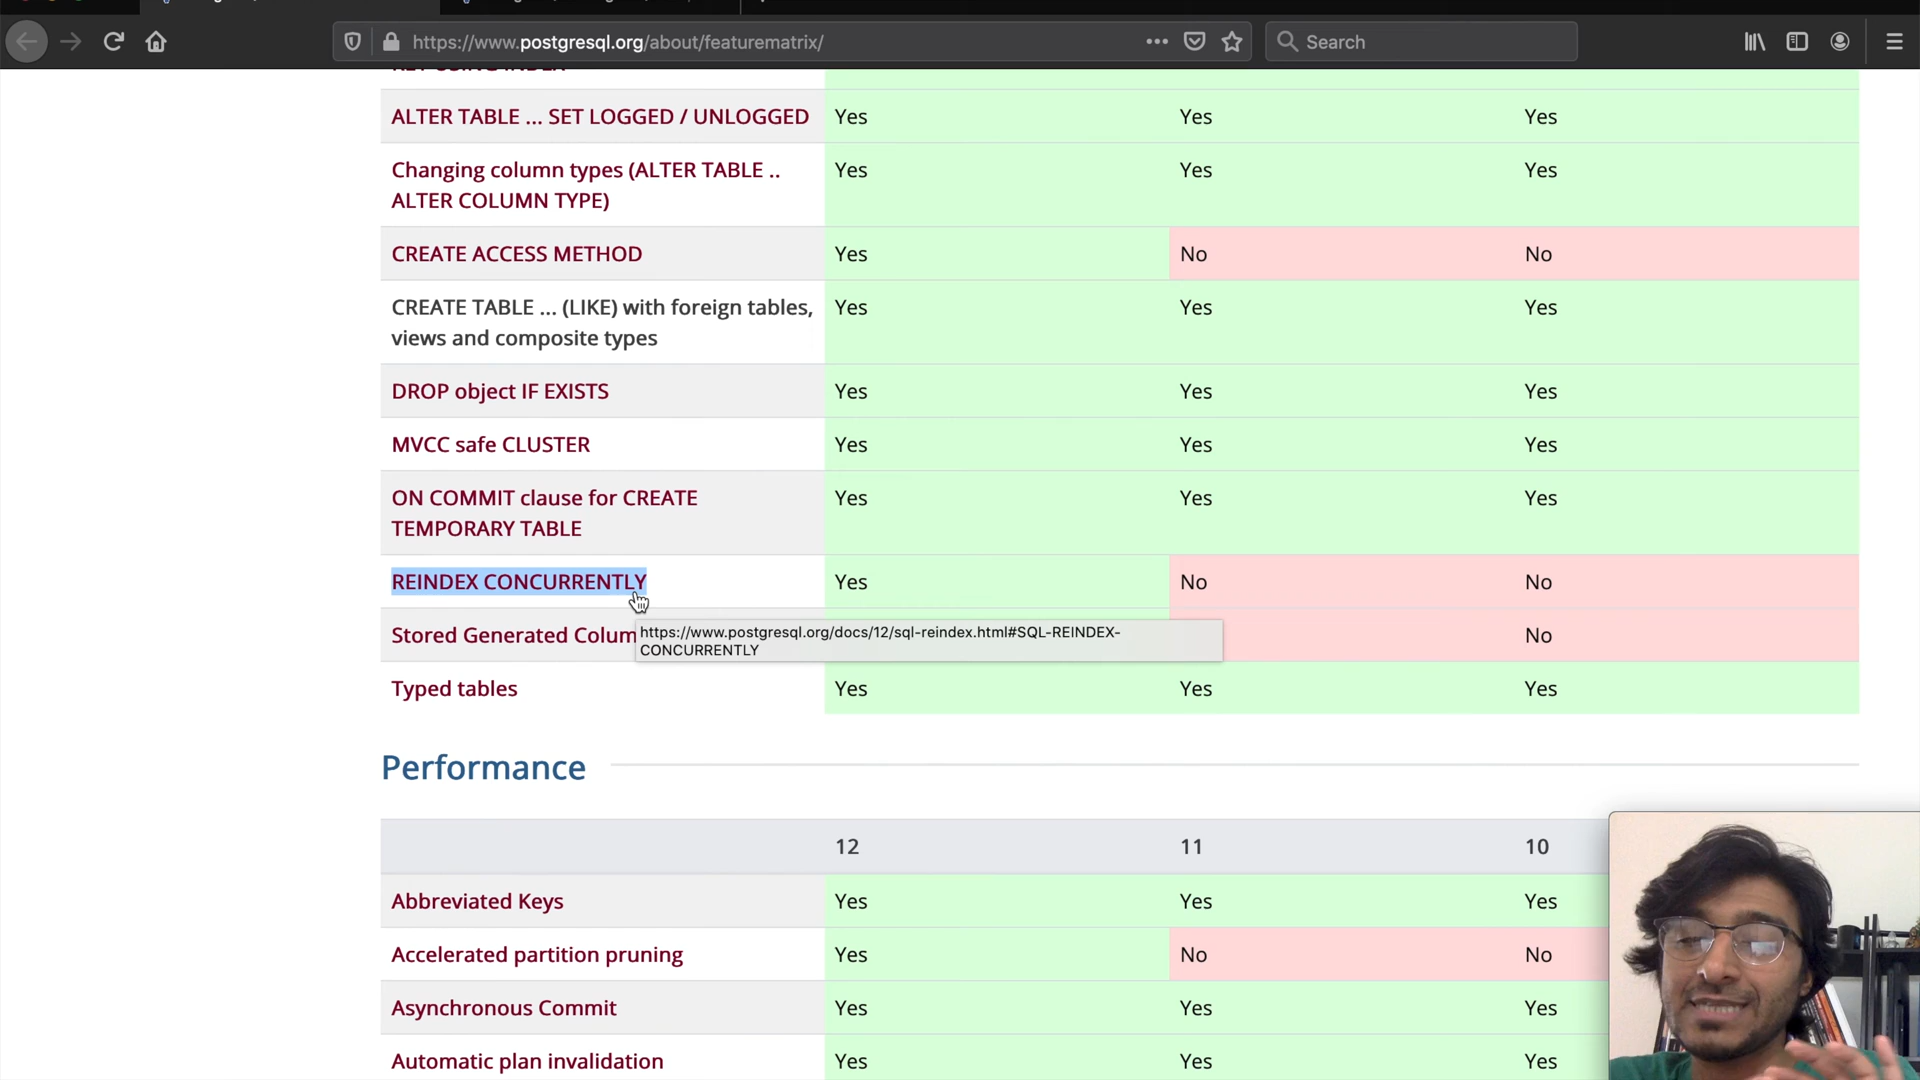 https://www.postgresql.org/about/featurematrix/
Search
ALTER TABLE ... SET LOGGED / UNLOGGED Yes Yes Yes
Changing column types (ALTER TABLE .. Yes Yes Yes
ALTER COLUMN TYPE)
CREATE ACCESS METHOD Yes No No
CREATE TABLE ... (LIKE) with foreign tables, Yes Yes Yes
views and composite types
DROP object IF EXISTS Yes Yes Yes
MVCC safe CLUSTER Yes Yes Yes
ON COMMIT clause for CREATE Yes Yes Yes
TEMPORARY TABLE
REINDEX CONCURRENTLY Yes No No
Stored Generated Colum No
https://www.postgresql.org/docs/12/sql-reindex.html#SQL-REINDEX-
CONCURRENTLY
Typed tables Yes Yes Yes
Performance
12 11 10
Abbreviated Keys Yes Yes Yes
Accelerated partition pruning Yes No No
Asynchronous Commit Yes Yes Yes
Automatic plan invalidation Yes Yes Yes